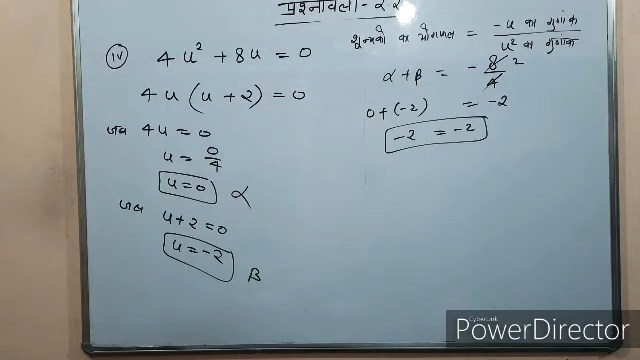 प्रश्नावली - 2.2
(iv) 4u² + 8u = 0
4u (u + 2) = 0
जब 4u = 0
u = 0/4
u = 0 α
जब u + 2 = 0
u = -2 β
शून्यकों का योगफल = -u का गुणांक / u² का गुणांक
α + β = - 8/4 2
0 + (-2) = -2
-2 = -2
CyberLink
PowerDirector